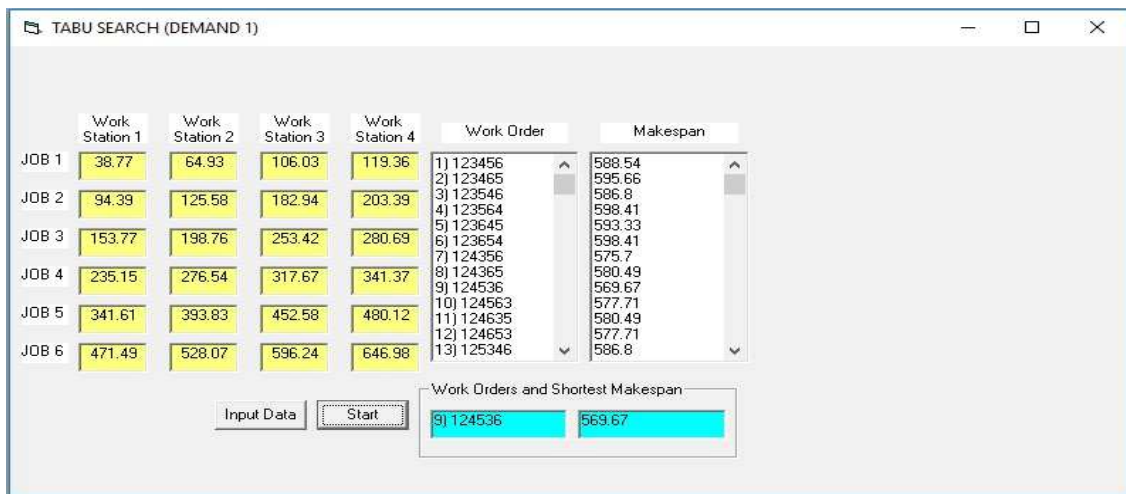 TABU SEARCH (DEMAND 1)
Work Station 1 Work Station 2 Work Station 3 Work Station 4 Work Order Makespan
JOB 1 38.77 64.93 106.03 119.36
JOB 2 94.39 125.58 182.94 203.39
JOB 3 153.77 198.76 253.42 280.69
JOB 4 235.15 276.54 317.67 341.37
JOB 5 341.61 393.83 452.58 480.12
JOB 6 471.49 528.07 596.24 646.98
1) 123456 588.54
2) 123465 595.66
3) 123546 586.8
4) 123564 598.41
5) 123645 593.33
6) 123654 598.41
7) 124356 575.7
8) 124365 580.49
9) 124536 569.67
10) 124563 577.71
11) 124635 580.49
12) 124653 577.71
13) 125346 586.8
Input Data Start
Work Orders and Shortest Makespan
9) 124536 569.67